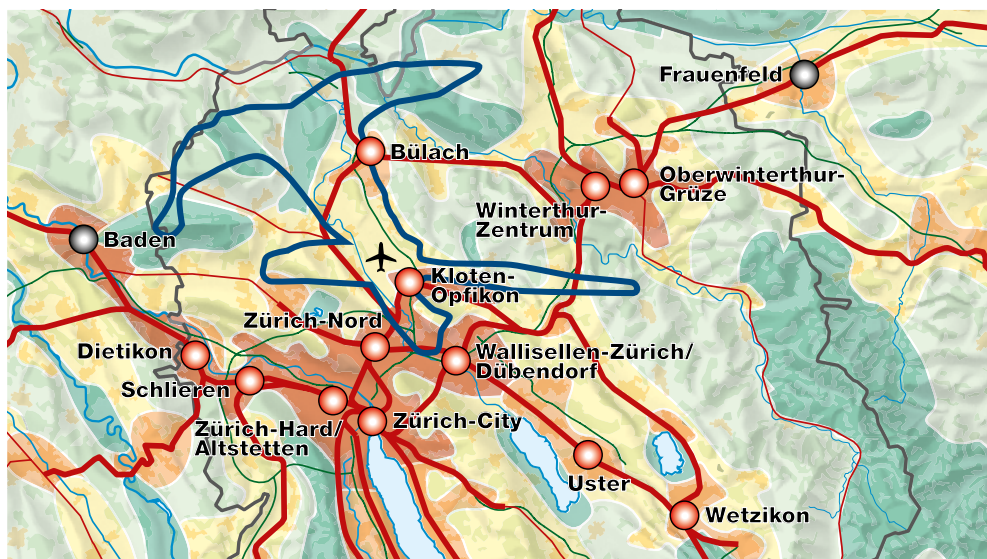 Frauenfeld
Bülach
Oberwinterthur-
Grüze
Winterthur-
Zentrum
Baden
Kloten-
Opfikon
Zürich-Nord
Dietikon
Wallisellen-Zürich/
Dübendorf
Schlieren
Zürich-Hard/
Altstetten
Zürich-City
Uster
Wetzikon